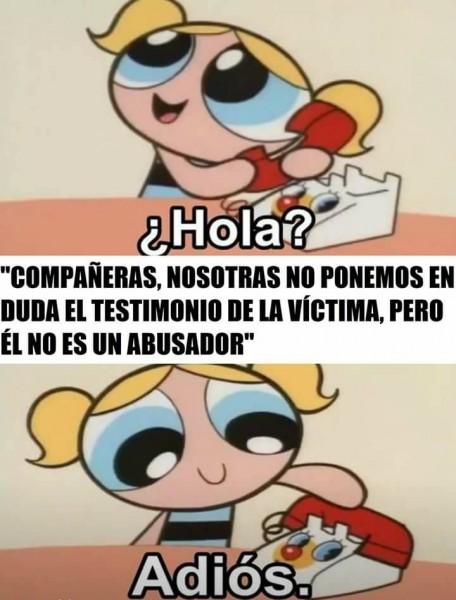 ¿Hola?
"COMPAÑERAS, NOSOTRAS NO PONEMOS EN
DUDA EL TESTIMONIO DE LA VÍCTIMA, PERO
ÉL NO ES UN ABUSADOR"
Adiós.